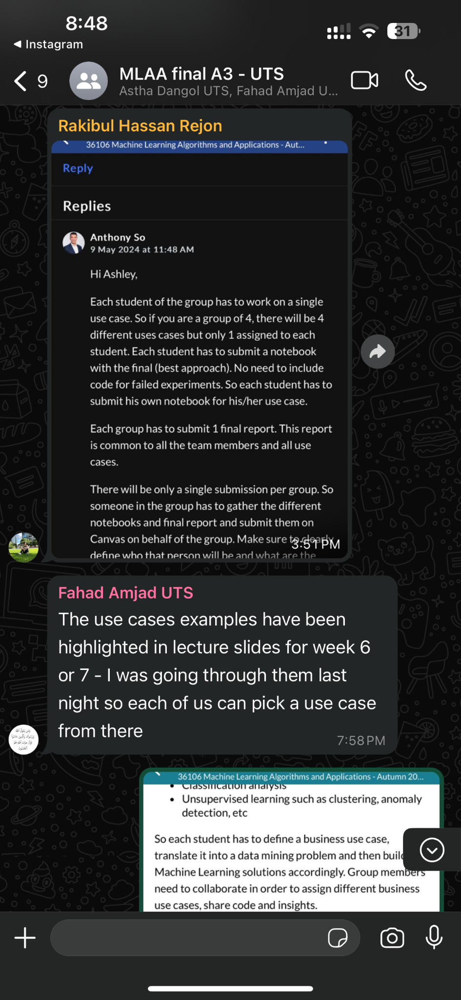 8:48
◀ Instagram
31
9
MLAA final A3 - UTS
Astha Dangol UTS, Fahad Amjad U...
Rakibul Hassan Rejon
36106 Machine Learning Algorithms and Applications - Aut...
Reply
Replies
Anthony So
9 May 2024 at 11:48 AM
Hi Ashley,
Each student of the group has to work on a single
use case. So if you are a group of 4, there will be 4
different uses cases but only 1 assigned to each
student. Each student has to submit a notebook
with the final (best approach). No need to include
code for failed experiments. So each student has to
submit his own notebook for his/her use case.
Each group has to submit 1 final report. This report
is common to all the team members and all use
cases.
There will be only a single submission per group. So
someone in the group has to gather the different
notebooks and final report and submit them on
Canvas on behalf of the group. Make sure to clearly
3:51 PM
define who that person will be and what are the
Fahad Amjad UTS
The use cases examples have been
highlighted in lecture slides for week 6
or 7 - I was going through them last
night so each of us can pick a use case
from there
7:58 PM
36106 Machine Learning Algorithms and Applications - Autumn 20...
• Classification analysis
• Unsupervised learning such as clustering, anomaly
detection, etc
So each student has to define a business use case,
translate it into a data mining problem and then build
Machine Learning solutions accordingly. Group members
need to collaborate in order to assign different business
use cases, share code and insights.